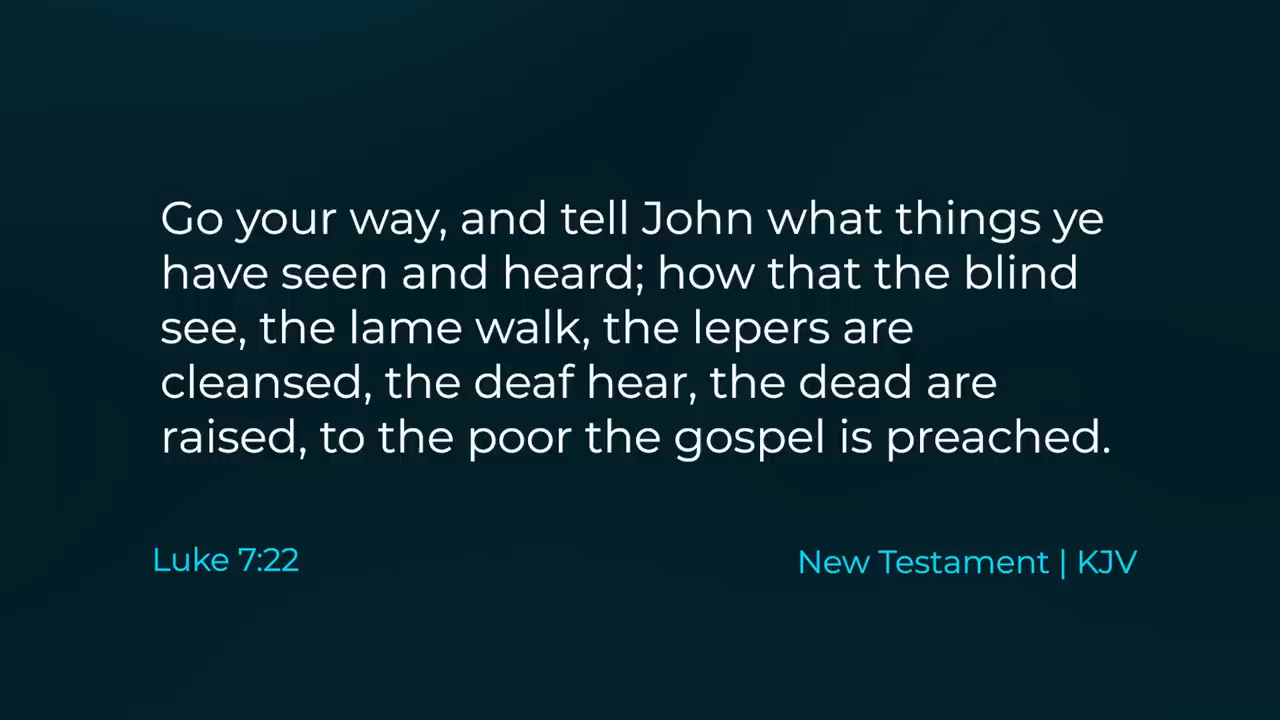 Go your way, and tell John what things ye
have seen and heard; how that the blind
see, the lame walk, the lepers are
cleansed, the deaf hear, the dead are
raised, to the poor the gospel is preached.
Luke 7:22
New Testament | KJV